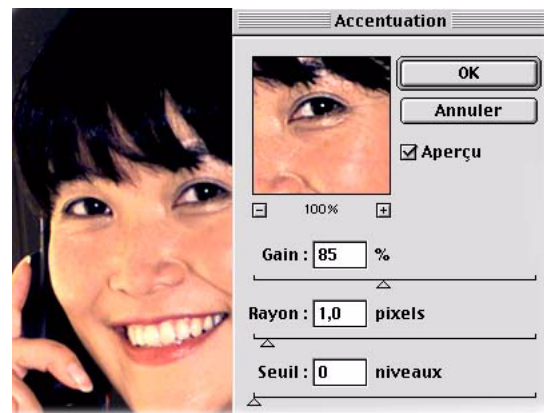 Accentuation
OK
Annuler
Aperçu
100%
Gain : 85 %
Rayon : 1,0 pixels
Seuil : 0 niveaux